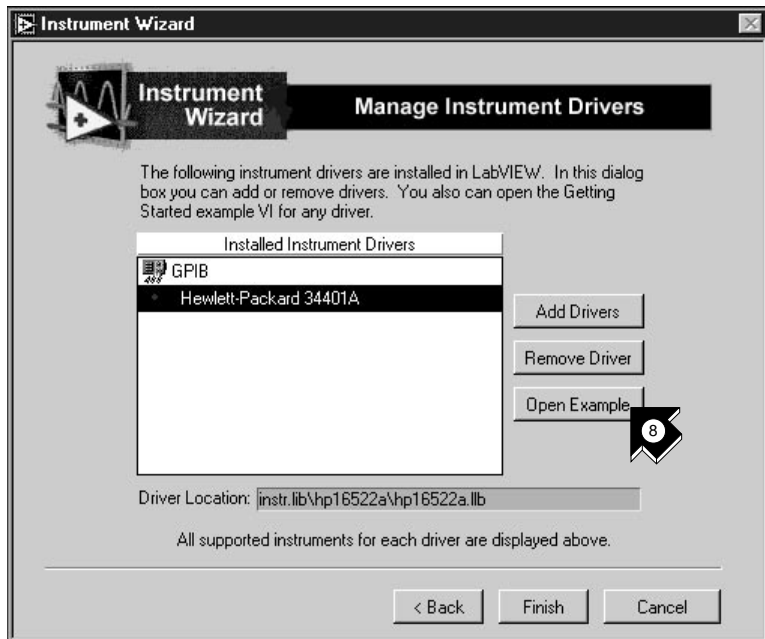 Instrument Wizard
Instrument
Wizard
Manage Instrument Drivers
The following instrument drivers are installed in LabVIEW. In this dialog
box you can add or remove drivers. You also can open the Getting
Started example VI for any driver.
Installed Instrument Drivers
GPIB
Hewlett-Packard 34401A
Add Drivers
Remove Driver
Open Example
8
Driver Location: instr.lib\hp16522a\hp16522a.llb
All supported instruments for each driver are displayed above.
< Back
Finish
Cancel